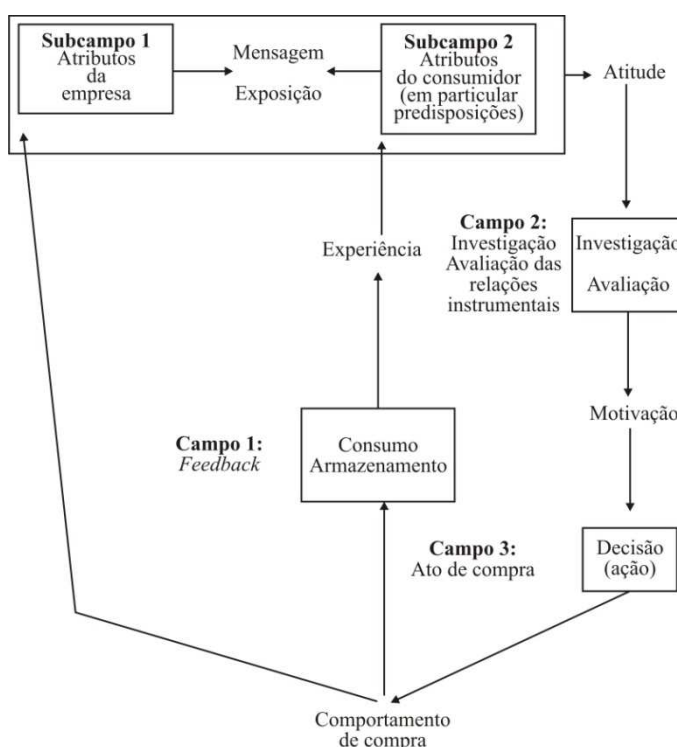 Subcampo 1
Atributos
da
empresa
Mensagem
Exposição
Subcampo 2
Atributos
do consumidor
(em particular
predisposições)
Atitude
Experiência
Campo 2:
Investigação
Avaliação das
relações
instrumentais
Investigação
Avaliação
Motivação
Campo 1:
Feedback
Consumo
Armazenamento
Campo 3:
Ato de compra
Decisão
(ação)
Comportamento
de compra